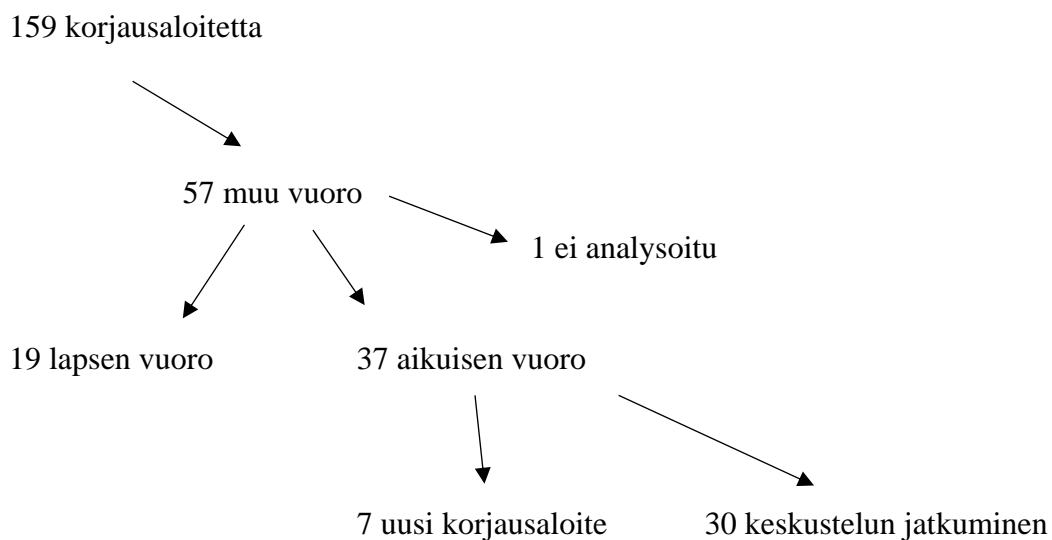 159 korjausaloitetta
57 muu vuoro
1 ei analysoitu
19 lapsen vuoro
37 aikuisen vuoro
7 uusi korjausaloite
30 keskustelun jatkuminen